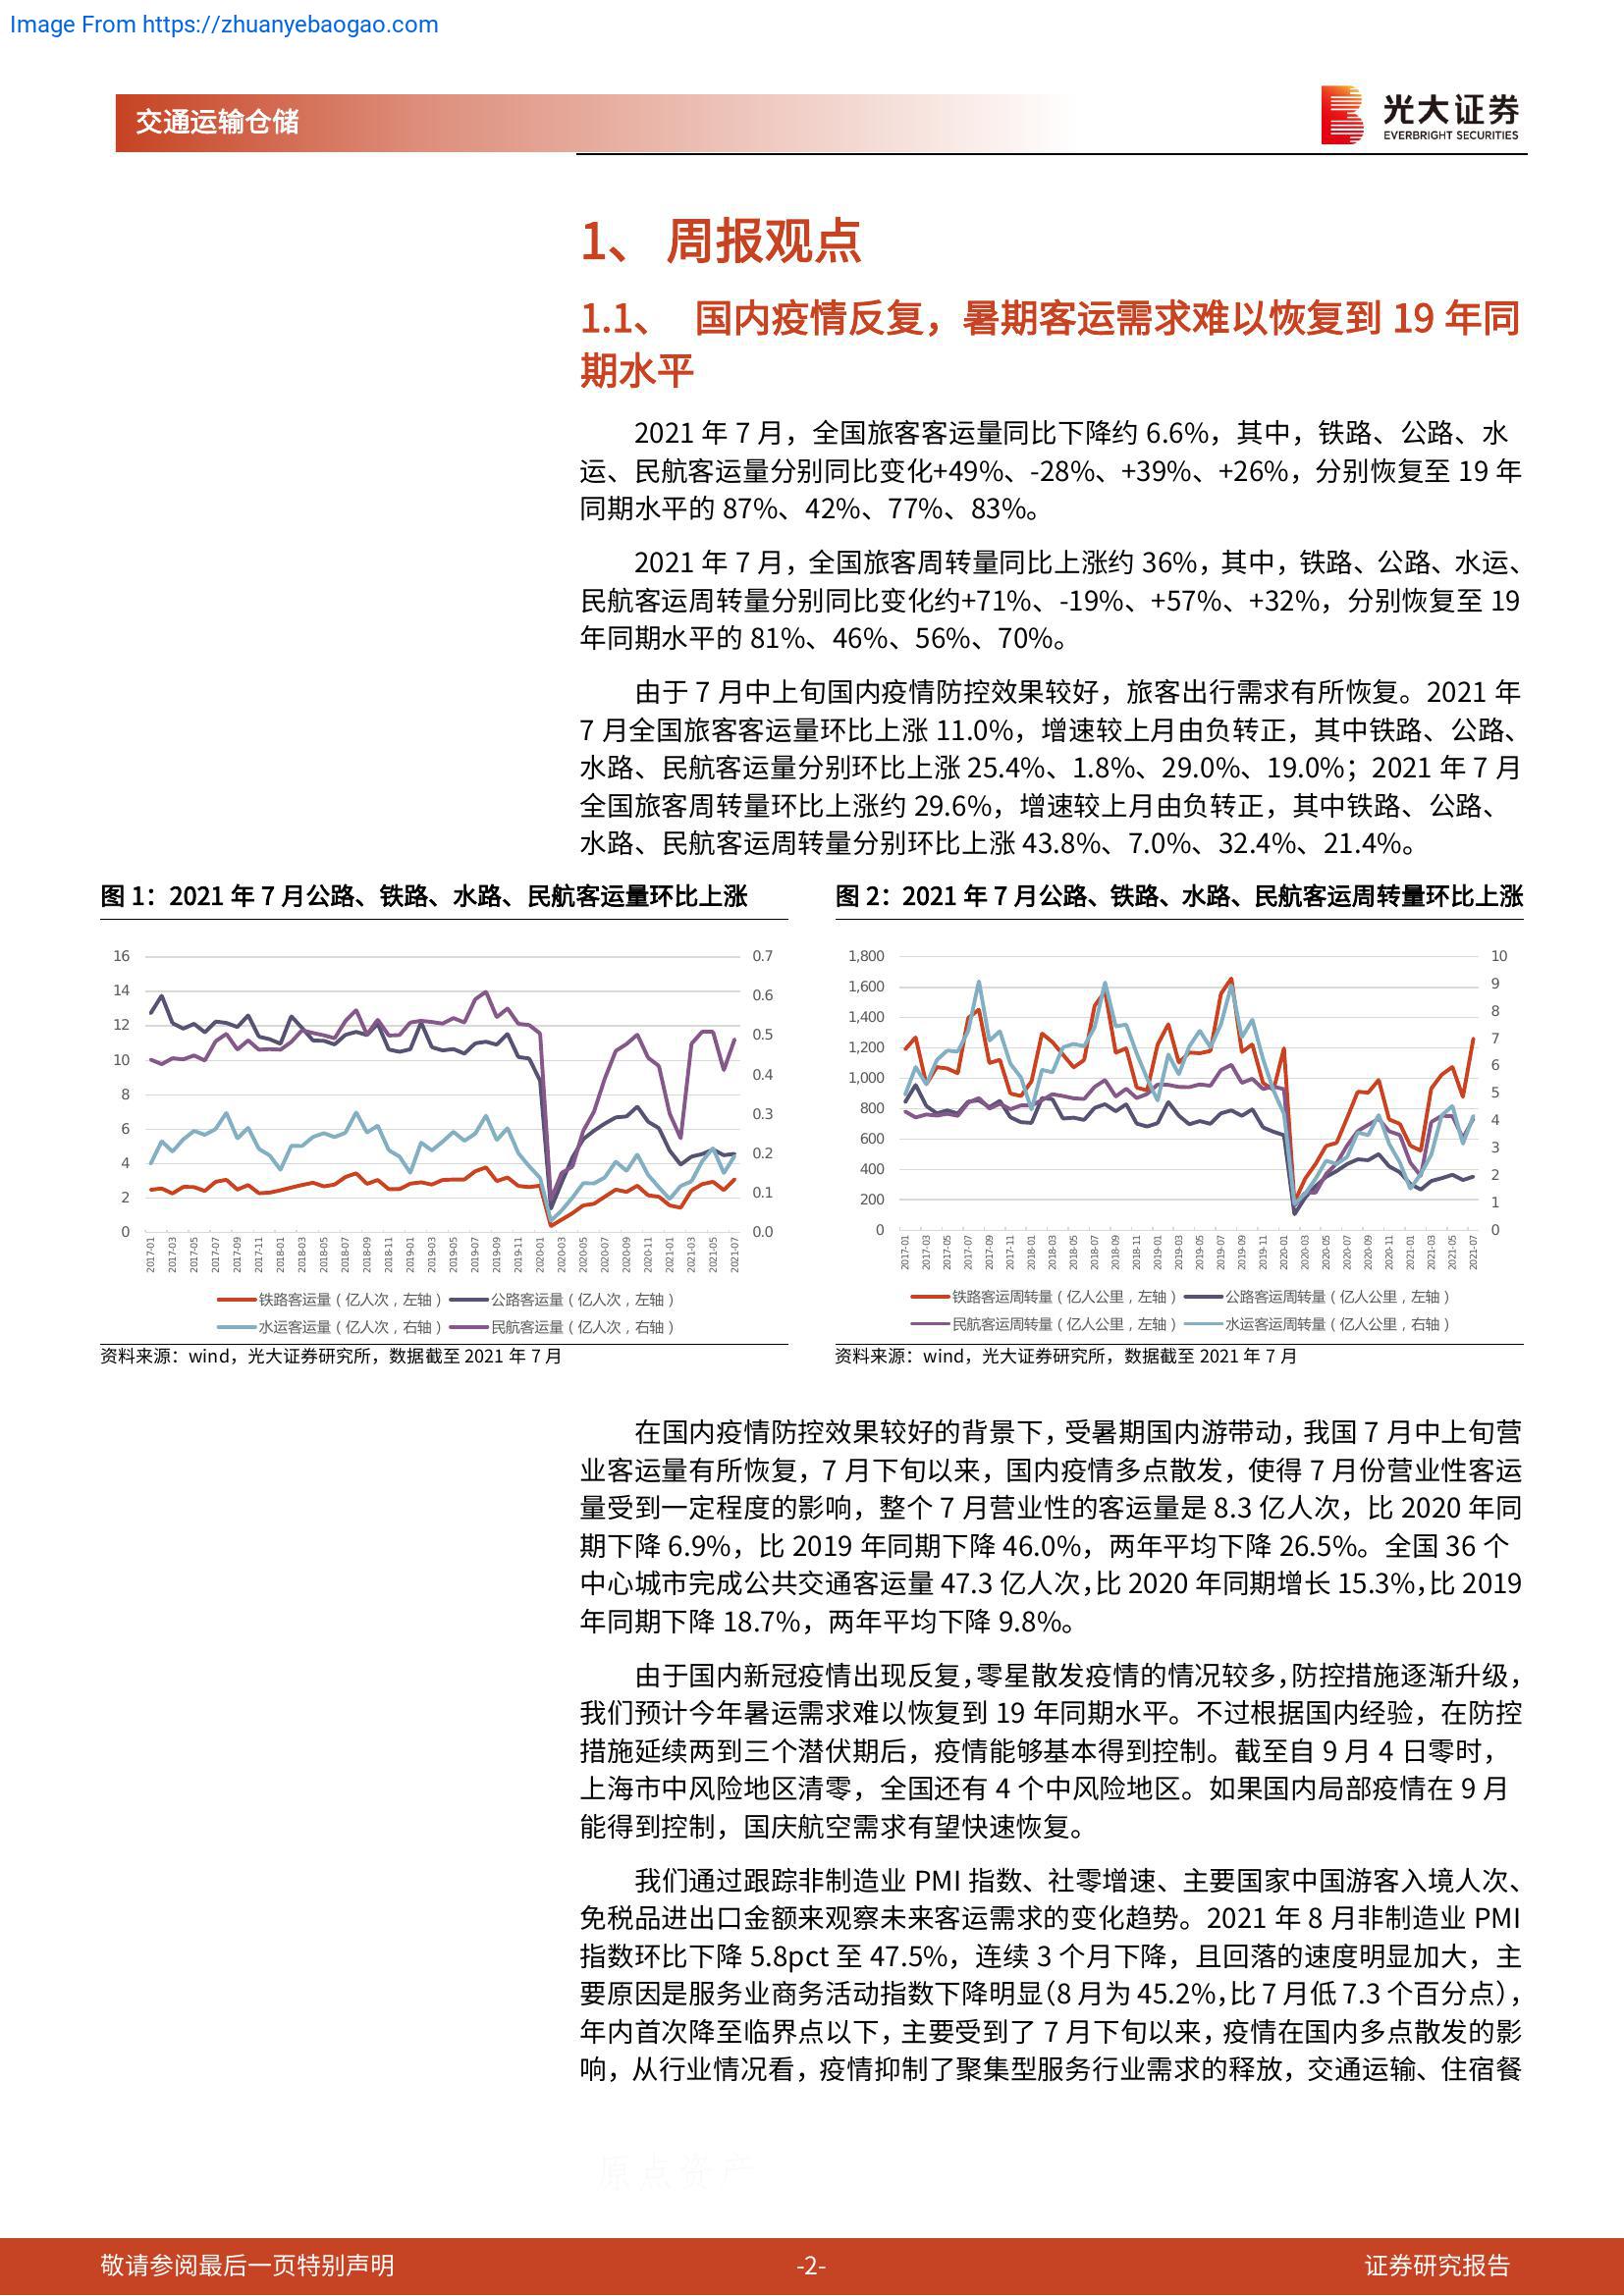 Image From https://zhuanyebaogao.com
交通运输仓储
光大证券
EVERBRIGHT SECURITIES
1、 周报观点
1.1、 国内疫情反复，暑期客运需求难以恢复到 19 年同
期水平
2021 年 7 月，全国旅客客运量同比下降约 6.6%，其中，铁路、公路、水
运、民航客运量分别同比变化+49%、-28%、+39%、+26%，分别恢复至 19 年
同期水平的 87%、42%、77%、83%。
2021 年 7 月，全国旅客周转量同比上涨约 36%，其中，铁路、公路、水运、
民航客运周转量分别同比变化约+71%、-19%、+57%、+32%，分别恢复至 19
年同期水平的 81%、46%、56%、70%。
由于 7 月中上旬国内疫情防控效果较好，旅客出行需求有所恢复。2021 年
7 月全国旅客客运量环比上涨 11.0%，增速较上月由负转正，其中铁路、公路、
水路、民航客运量分别环比上涨 25.4%、1.8%、29.0%、19.0%；2021 年 7 月
全国旅客周转量环比上涨约 29.6%，增速较上月由负转正，其中铁路、公路、
水路、民航客运周转量分别环比上涨 43.8%、7.0%、32.4%、21.4%。
图 1：2021 年 7 月公路、铁路、水路、民航客运量环比上涨
16
14
12
10
8
6
4
2
0
0.7
0.6
0.5
0.4
0.3
0.2
0.1
0.0
2017-01 2017-03 2017-05 2017-07 2017-09 2017-11 2018-01 2018-03 2018-05 2018-07 2018-09 2018-11 2019-01 2019-03 2019-05 2019-07 2019-09 2019-11 2020-01 2020-03 2020-05 2020-07 2020-09 2020-11 2021-01 2021-03 2021-05 2021-07
铁路客运量（亿人次，左轴） 公路客运量（亿人次，左轴）
水运客运量（亿人次，右轴） 民航客运量（亿人次，右轴）
资料来源：wind，光大证券研究所，数据截至 2021 年 7 月
图 2：2021 年 7 月公路、铁路、水路、民航客运周转量环比上涨
1,800
1,600
1,400
1,200
1,000
800
600
400
200
0
10
9
8
7
6
5
4
3
2
1
0
2017-01 2017-03 2017-05 2017-07 2017-09 2017-11 2018-01 2018-03 2018-05 2018-07 2018-09 2018-11 2019-01 2019-03 2019-05 2019-07 2019-09 2019-11 2020-01 2020-03 2020-05 2020-07 2020-09 2020-11 2021-01 2021-03 2021-05 2021-07
铁路客运周转量（亿人公里，左轴） 公路客运周转量（亿人公里，左轴）
民航客运周转量（亿人公里，左轴） 水运客运周转量（亿人公里，右轴）
资料来源：wind，光大证券研究所，数据截至 2021 年 7 月
在国内疫情防控效果较好的背景下，受暑期国内游带动，我国 7 月中上旬营
业客运量有所恢复，7 月下旬以来，国内疫情多点散发，使得 7 月份营业性客运
量受到一定程度的影响，整个 7 月营业性的客运量是 8.3 亿人次，比 2020 年同
期下降 6.9%，比 2019 年同期下降 46.0%，两年平均下降 26.5%。全国 36 个
中心城市完成公共交通客运量 47.3 亿人次，比 2020 年同期增长 15.3%，比 2019
年同期下降 18.7%，两年平均下降 9.8%。
由于国内新冠疫情出现反复，零星散发疫情的情况较多，防控措施逐渐升级，
我们预计今年暑运需求难以恢复到 19 年同期水平。不过根据国内经验，在防控
措施延续两到三个潜伏期后，疫情能够基本得到控制。截至自 9 月 4 日零时，
上海市中风险地区清零，全国还有 4 个中风险地区。如果国内局部疫情在 9 月
能得到控制，国庆航空需求有望快速恢复。
我们通过跟踪非制造业 PMI 指数、社零增速、主要国家中国游客入境人次、
免税品进出口金额来观察未来客运需求的变化趋势。2021 年 8 月非制造业 PMI
指数环比下降 5.8pct 至 47.5%，连续 3 个月下降，且回落的速度明显加大，主
要原因是服务业商务活动指数下降明显（8 月为 45.2%，比 7 月低 7.3 个百分点），
年内首次降至临界点以下，主要受到了 7 月下旬以来，疫情在国内多点散发的影
响，从行业情况看，疫情抑制了聚集型服务行业需求的释放，交通运输、住宿餐
原点资产
敬请参阅最后一页特别声明
-2-
证券研究报告